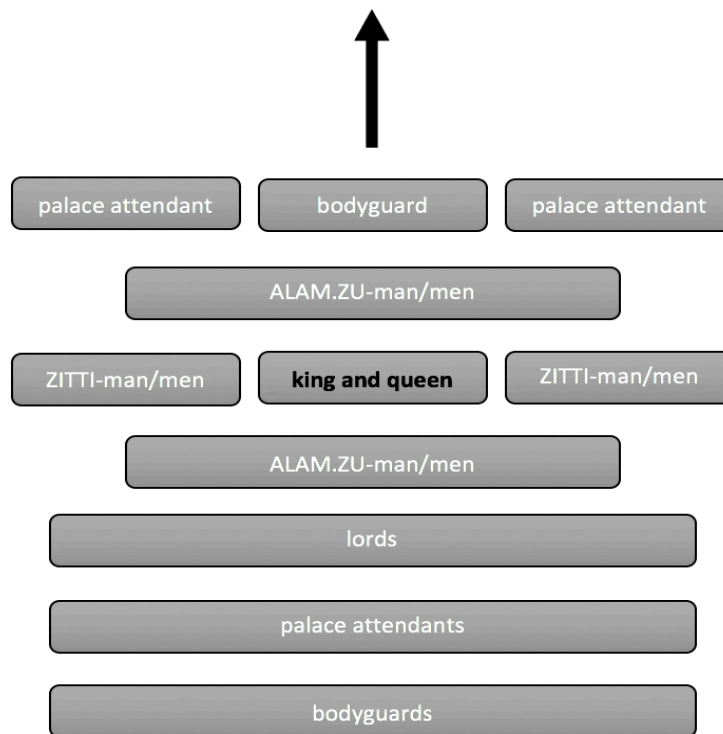 palace attendant bodyguard palace attendant
ALAM.ZU-man/men
ZITTI-man/men king and queen ZITTI-man/men
ALAM.ZU-man/men
lords
palace attendants
bodyguards